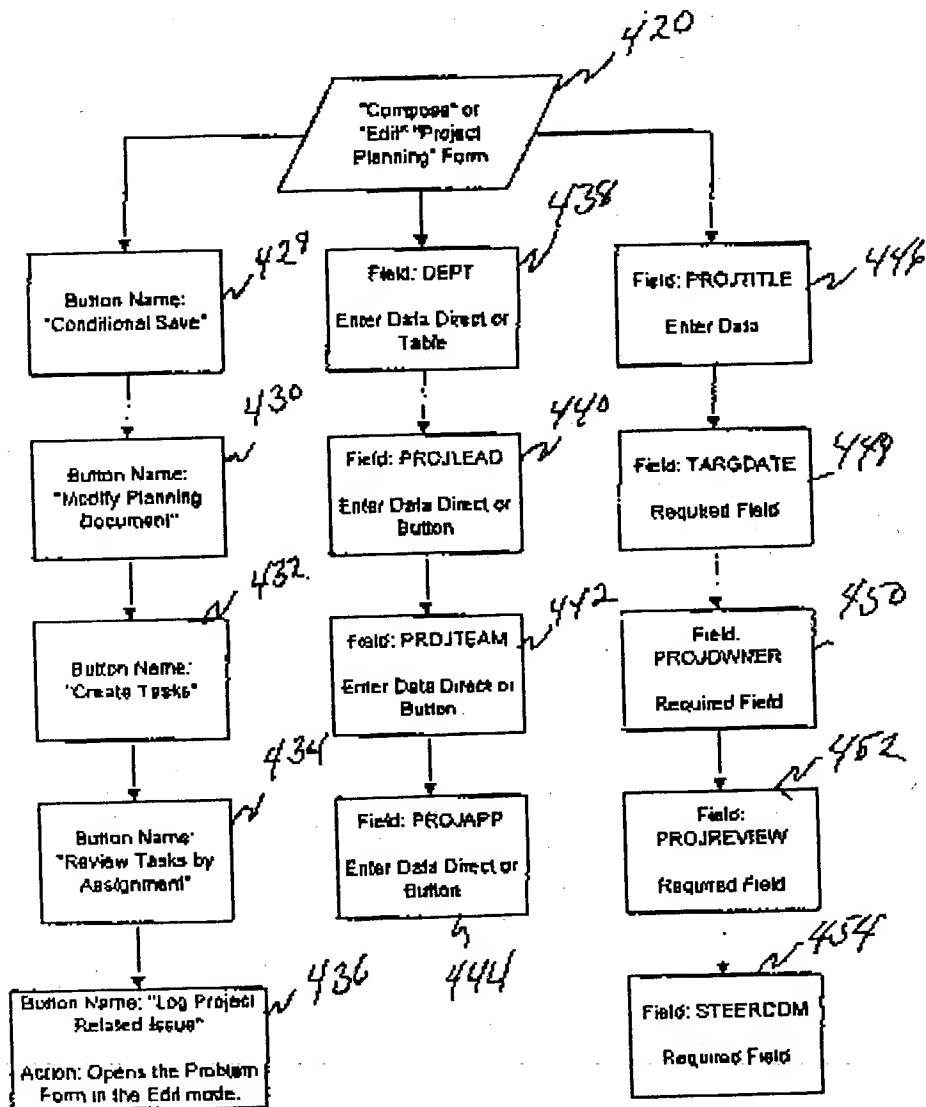 420
"Compose" or
"Edit" "Project
Planning" Form
Button Name:
"Conditional Save"
428
Button Name:
"Modify Planning
Document"
430
Button Name:
"Create Tasks"
432
Button Name:
"Review Tasks by
Assignment"
434
Button Name: "Log Project
Related Issue"
Action: Opens the Problem
Form in the Edit mode.
436
Field: DEPT
Enter Data Direct or
Table
438
Field: PROJLEAD
Enter Data Direct or
Button
440
Field: PROJTEAM
Enter Data Direct or
Button
442
Field: PROJAPP
Enter Data Direct or
Button
444
Field: PROJTITLE
Enter Data
446
Field: TARGDATE
Required Field
Field:
PROJOWNER
Required Field
450
Field:
PROJREVIEW
Required Field
452
Field: STEERCOM
Required Field
454